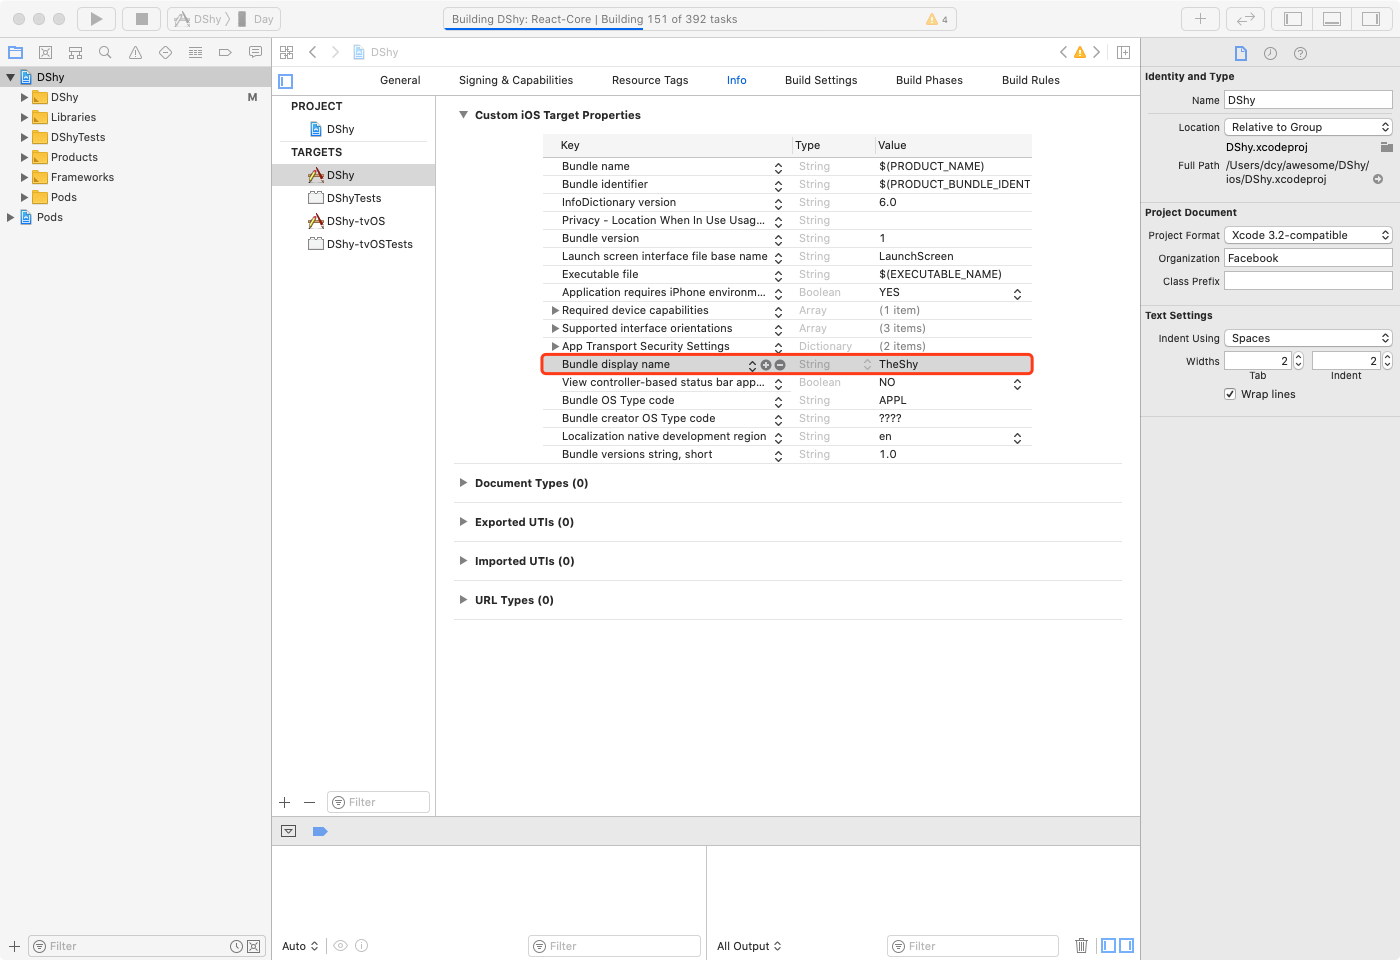 DShy 〉 Day
Building DShy: React-Core | Building 151 of 392 tasks
4
DShy
General
Signing & Capabilities
Resource Tags
Info
Build Settings
Build Phases
Build Rules
DShy
DShy
M
Libraries
DShyTests
Products
Frameworks
Pods
Pods
Filter
PROJECT
DShy
TARGETS
DShy
DShyTests
DShy-tvOS
DShy-tvOSTests
Filter
Custom iOS Target Properties
Key Type Value
Bundle name String $(PRODUCT_NAME)
Bundle identifier String $(PRODUCT_BUNDLE_IDENT
InfoDictionary version String 6.0
Privacy - Location When In Use Usag... String
Bundle version String 1
Launch screen interface file base name String LaunchScreen
Executable file String $(EXECUTABLE_NAME)
Application requires iPhone environm... Boolean YES
Required device capabilities Array (1 item)
Supported interface orientations Array (3 items)
App Transport Security Settings Dictionary (2 items)
Bundle display name String TheShy
View controller-based status bar app... Boolean NO
Bundle OS Type code String APPL
Bundle creator OS Type code String ????
Localization native development region String en
Bundle versions string, short String 1.0
Document Types (0)
Exported UTIs (0)
Imported UTIs (0)
URL Types (0)
Auto
Filter
All Output
Filter
Identity and Type
Name DShy
Location Relative to Group
DShy.xcodeproj
Full Path /Users/dcy/awesome/DShy/
ios/DShy.xcodeproj
Project Document
Project Format Xcode 3.2-compatible
Organization Facebook
Class Prefix
Text Settings
Indent Using Spaces
Widths 2 2
Tab Indent
Wrap lines